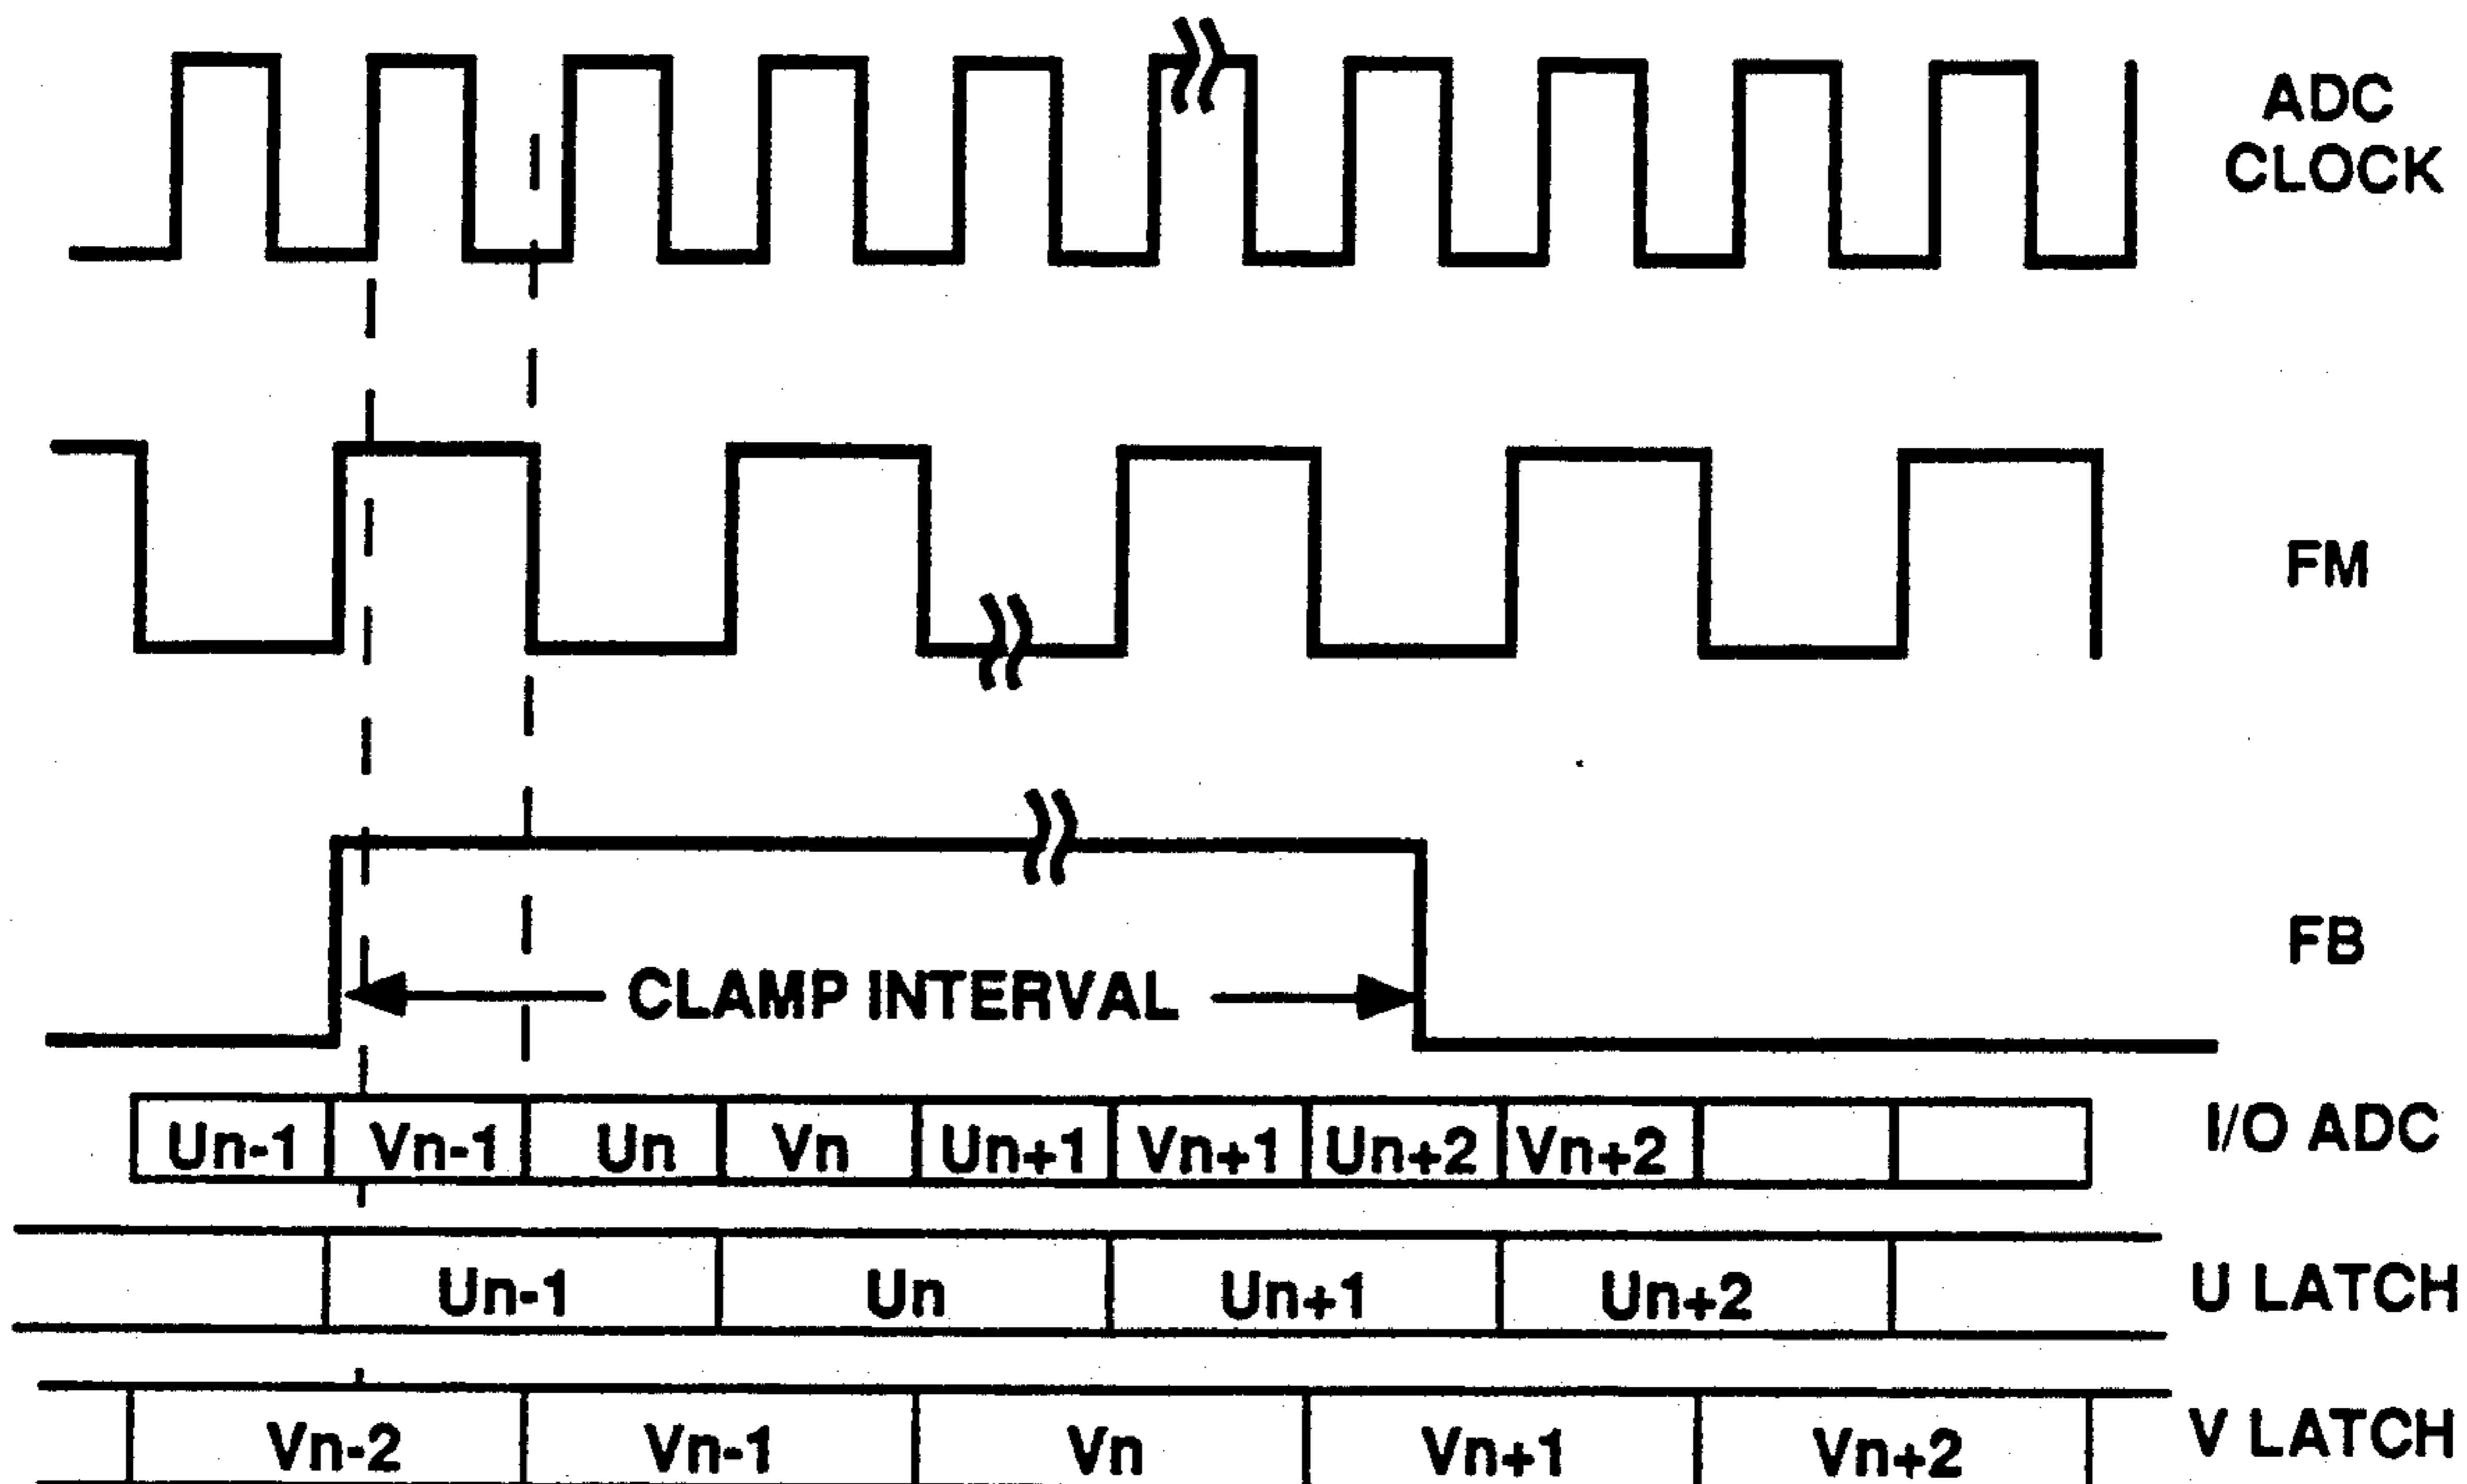 ADC
CLOCK
FM
FB
CLAMP INTERVAL
Un-1 Vn-1 Un Vn Un+1 Vn+1 Un+2 Vn+2 I/O ADC
Un-1 Un Un+1 Un+2 U LATCH
Vn-2 Vn-1 Vn Vn+1 Vn+2 V LATCH